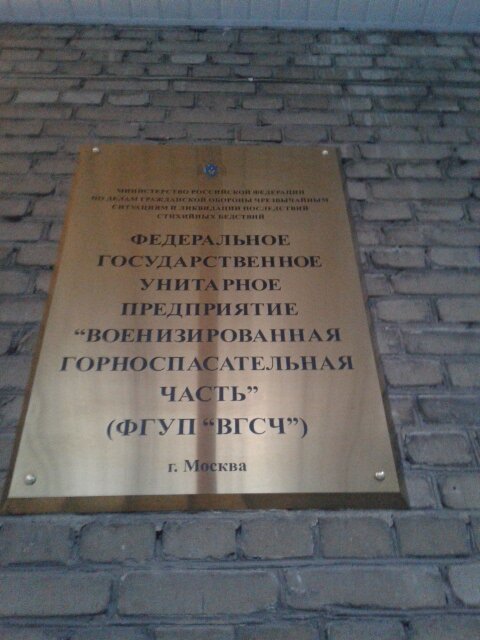 МИНИСТЕРСТВО РОССИЙСКОЙ ФЕДЕРАЦИИ
ПО ДЕЛАМ ГРАЖДАНСКОЙ ОБОРОНЫ ЧРЕЗВЫЧАЙНЫМ
СИТУАЦИЯМ И ЛИКВИДАЦИИ ПОСЛЕДСТВИЙ
СТИХИЙНЫХ БЕДСТВИЙ
ФЕДЕРАЛЬНОЕ
ГОСУДАРСТВЕННОЕ
УНИТАРНОЕ
ПРЕДПРИЯТИЕ
“ВОЕНИЗИРОВАННАЯ
ГОРНОСПАСАТЕЛЬНАЯ
ЧАСТЬ”
(ФГУП “ВГСЧ”)
г. Москва